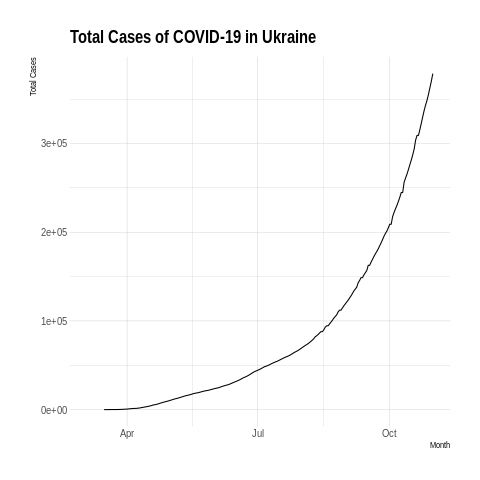 Total Cases of COVID-19 in Ukraine
Total Cases
3e+05
2e+05
1e+05
0e+00
Apr Jul Oct
Month